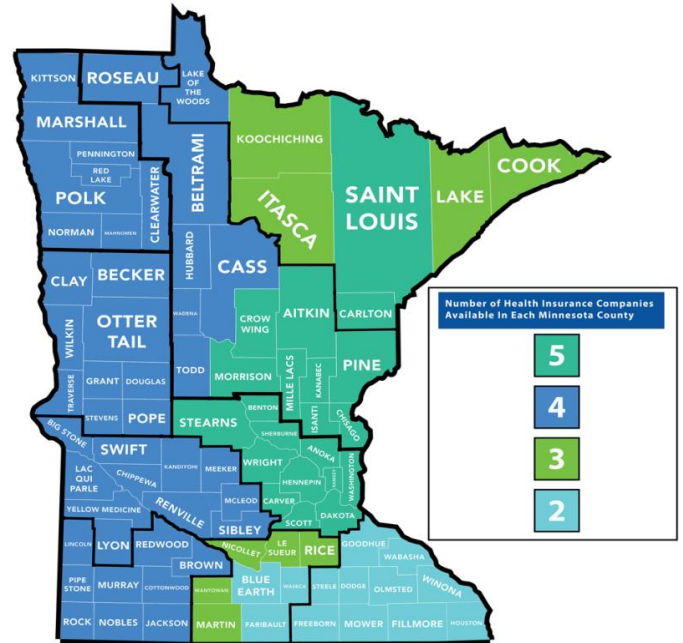 KITTSON
ROSEAU
LAKE
OF THE
WOODS
MARSHALL
KOOCHICHING
PENNINGTON
RED
LAKE
POLK
CLEARWATER
BELTRAMI
ITASCA
SAINT
LOUIS
LAKE
COOK
NORMAN
MAHNOMEN
HUBBARD
CASS
CLAY
BECKER
WADENA
CROW
WING
AITKIN
CARLTON
WILKIN
OTTER
TAIL
TODD
MORRISON
MILLE LACS
KANABEC
PINE
TRAVERSE
GRANT
DOUGLAS
STEVENS
POPE
STEARNS
BENTON
ISANTI
CHISAGO
BIG STONE
SWIFT
SHERBURNE
ANOKA
WASHINGTON
LAC
QUI
PARLE
CHIPPEWA
KANDIYOHI
MEEKER
WRIGHT
HENNEPIN
RAMSEY
YELLOW MEDICINE
RENVILLE
MCLEOD
CARVER
SCOTT
DAKOTA
SIBLEY
LINCOLN
LYON
REDWOOD
BROWN
NICOLLET
LE
SUEUR
RICE
GOODHUE
WABASHA
PIPE
STONE
MURRAY
COTTONWOOD
WANTOWAN
BLUE
EARTH
WASECA
STEELE
DODGE
OLMSTED
WINONA
ROCK
NOBLES
JACKSON
MARTIN
FARIBAULT
FREEBORN
MOWER
FILLMORE
HOUSTON
Number of Health Insurance Companies
Available In Each Minnesota County
5
4
3
2